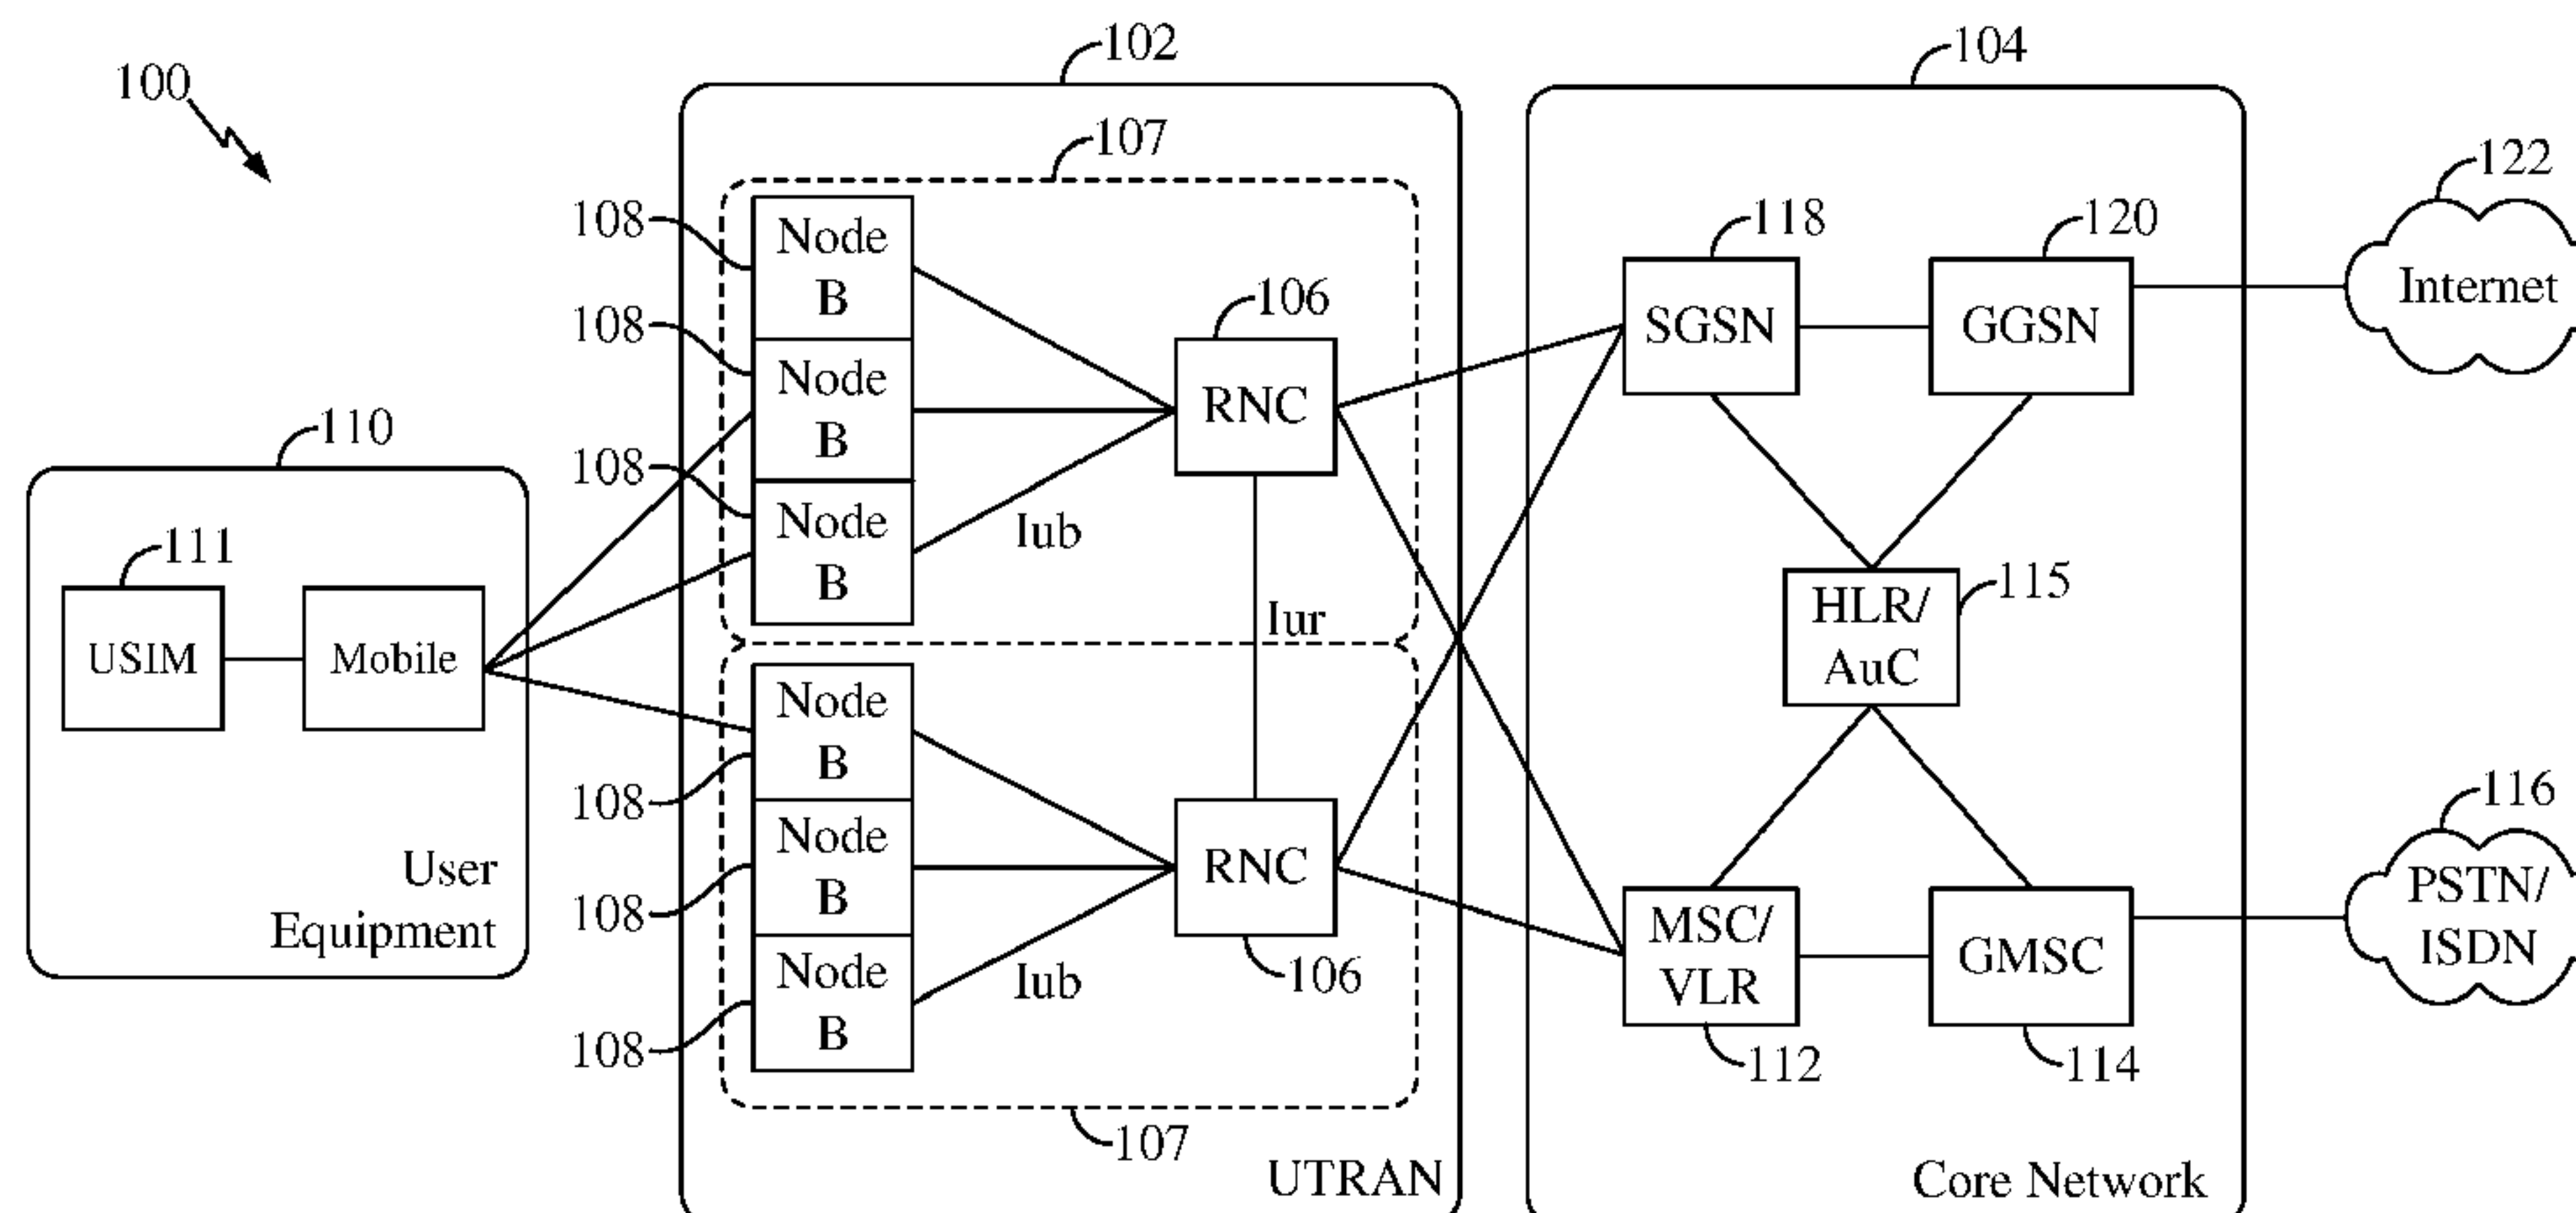 100
102
104
107
122
108
Node
B
118
120
Internet
106
SGSN
GGSN
108
Node
B
RNC
110
108
Node
B
Iub
111
115
HLR/
AuC
Iur
USIM
Mobile
Node
B
108
116
User
Equipment
Node
B
108
RNC
MSC/
VLR
GMSC
PSTN/
ISDN
Node
B
108
Iub
106
112
114
107
UTRAN
Core Network